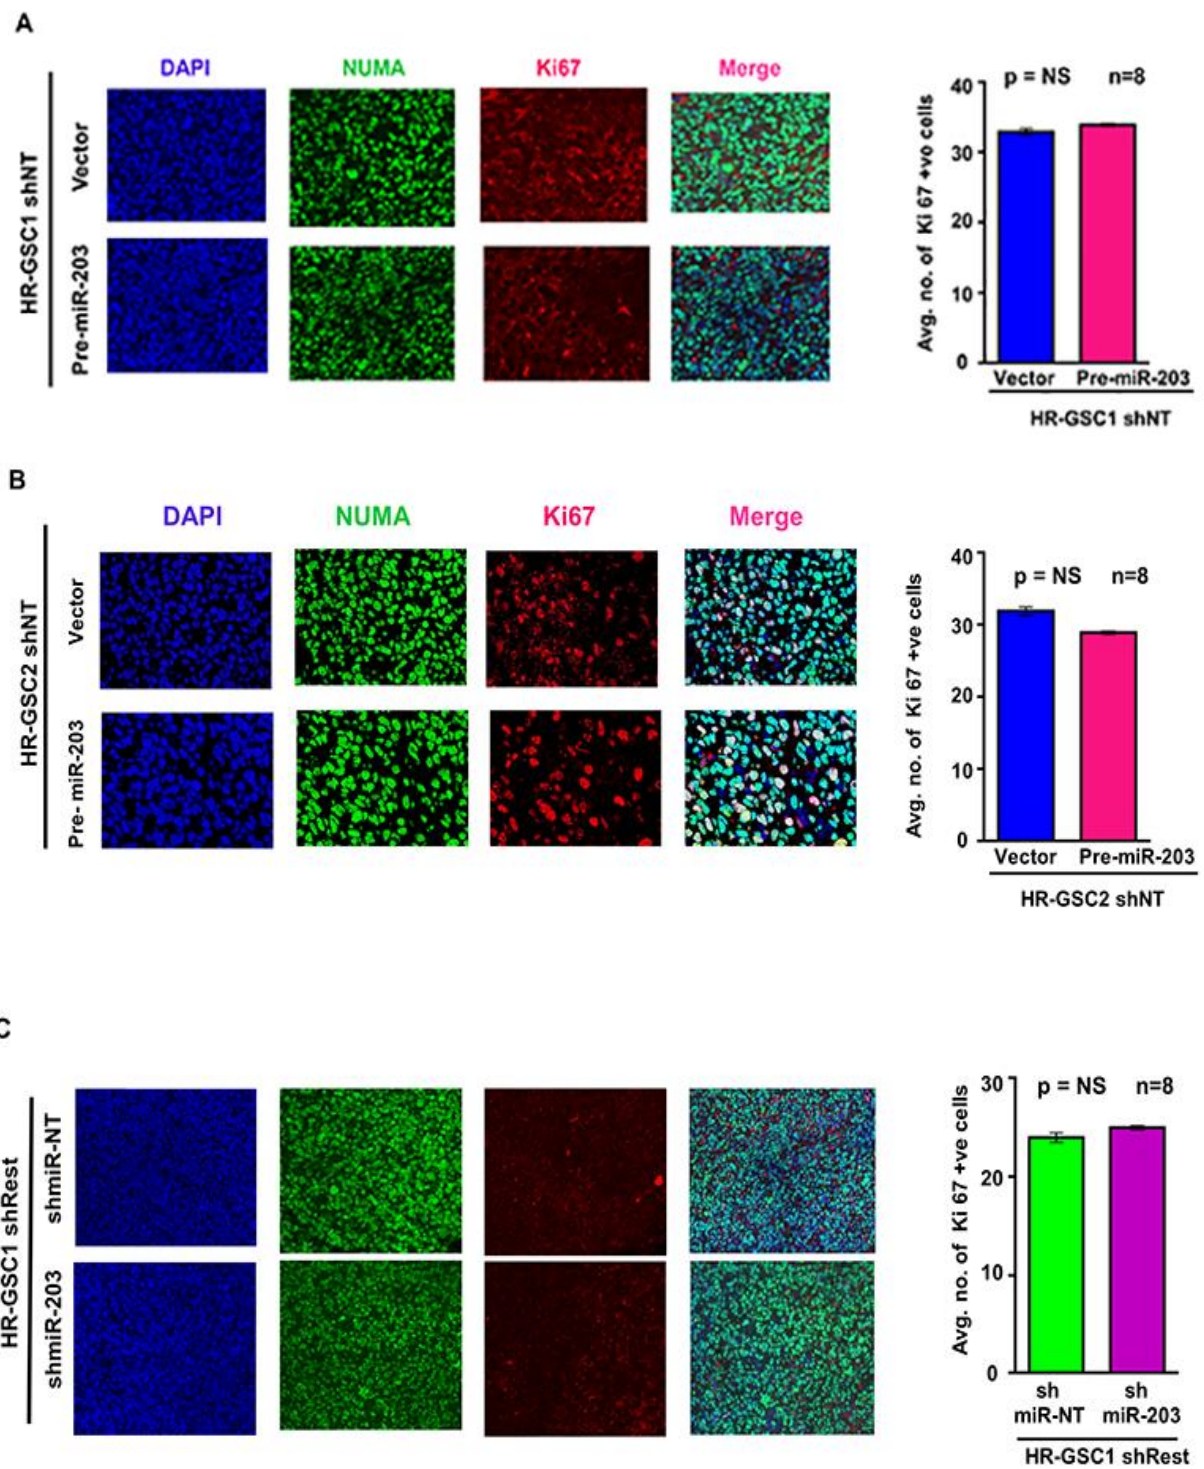 A
DAPI NUMA Ki67 Merge
HR-GSC1 shNT
Vector
Pre-miR-203
p = NS n=8
Avg. no. of Ki 67 +ve cells
40
30
20
10
0
Vector Pre-miR-203
HR-GSC1 shNT
B
DAPI NUMA Ki67 Merge
HR-GSC2 shNT
Vector
Pre- miR-203
p = NS n=8
Avg. no. of Ki 67 +ve cells
40
30
20
10
0
Vector Pre-miR-203
HR-GSC2 shNT
C
HR-GSC1 shRest
shmiR-NT
shmiR-203
p = NS n=8
Avg. no. of Ki 67 +ve cells
30
20
10
0
sh sh
miR-NT miR-203
HR-GSC1 shRest